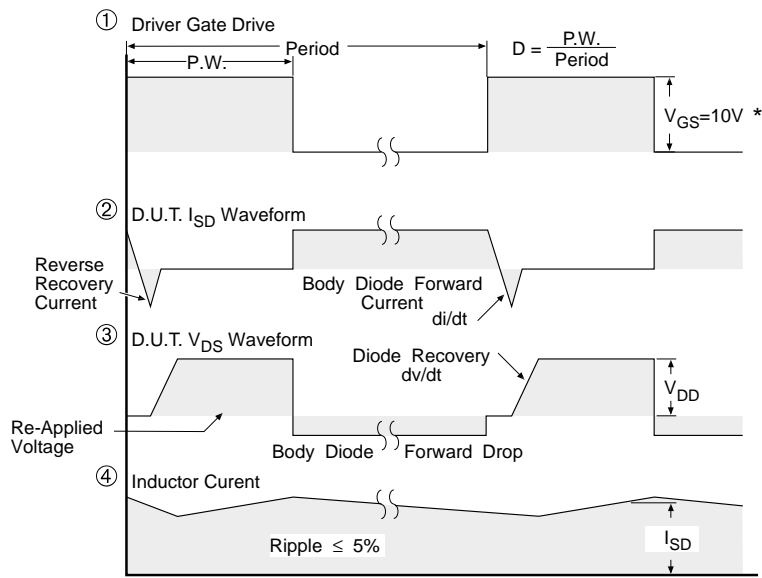 ① Driver Gate Drive
Period
P.W.
D = P.W. / Period
V_GS=10V *
② D.U.T. I_SD Waveform
Reverse
Recovery
Current
Body Diode Forward
Current
di/dt
③ D.U.T. V_DS Waveform
Diode Recovery
dv/dt
V_DD
Re-Applied
Voltage
Body Diode Forward Drop
④ Inductor Curent
Ripple ≤ 5%
I_SD